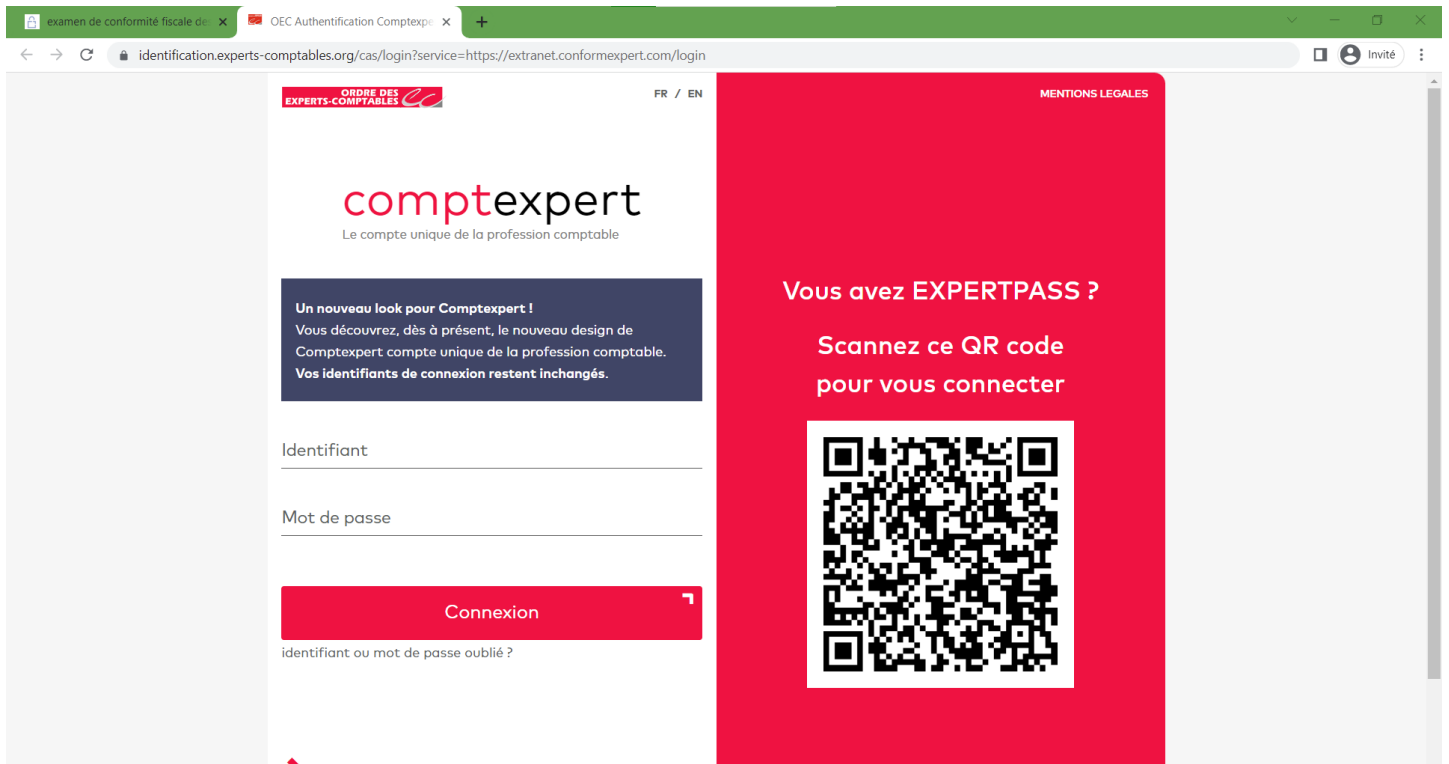 examen de conformité fiscale de
OEC Authentification Comptexpe
identification.experts-comptables.org/cas/login?service=https://extranet.conformexpert.com/login
Invité
ORDRE DES
EXPERTS-COMPTABLES
FR / EN
MENTIONS LEGALES
comptexpert
Le compte unique de la profession comptable
Un nouveau look pour Comptexpert !
Vous découvrez, dès à présent, le nouveau design de
Comptexpert compte unique de la profession comptable.
Vos identifiants de connexion restent inchangés.
Identifiant
Mot de passe
Connexion
identifiant ou mot de passe oublié ?
Vous avez EXPERTPASS ?
Scannez ce QR code
pour vous connecter